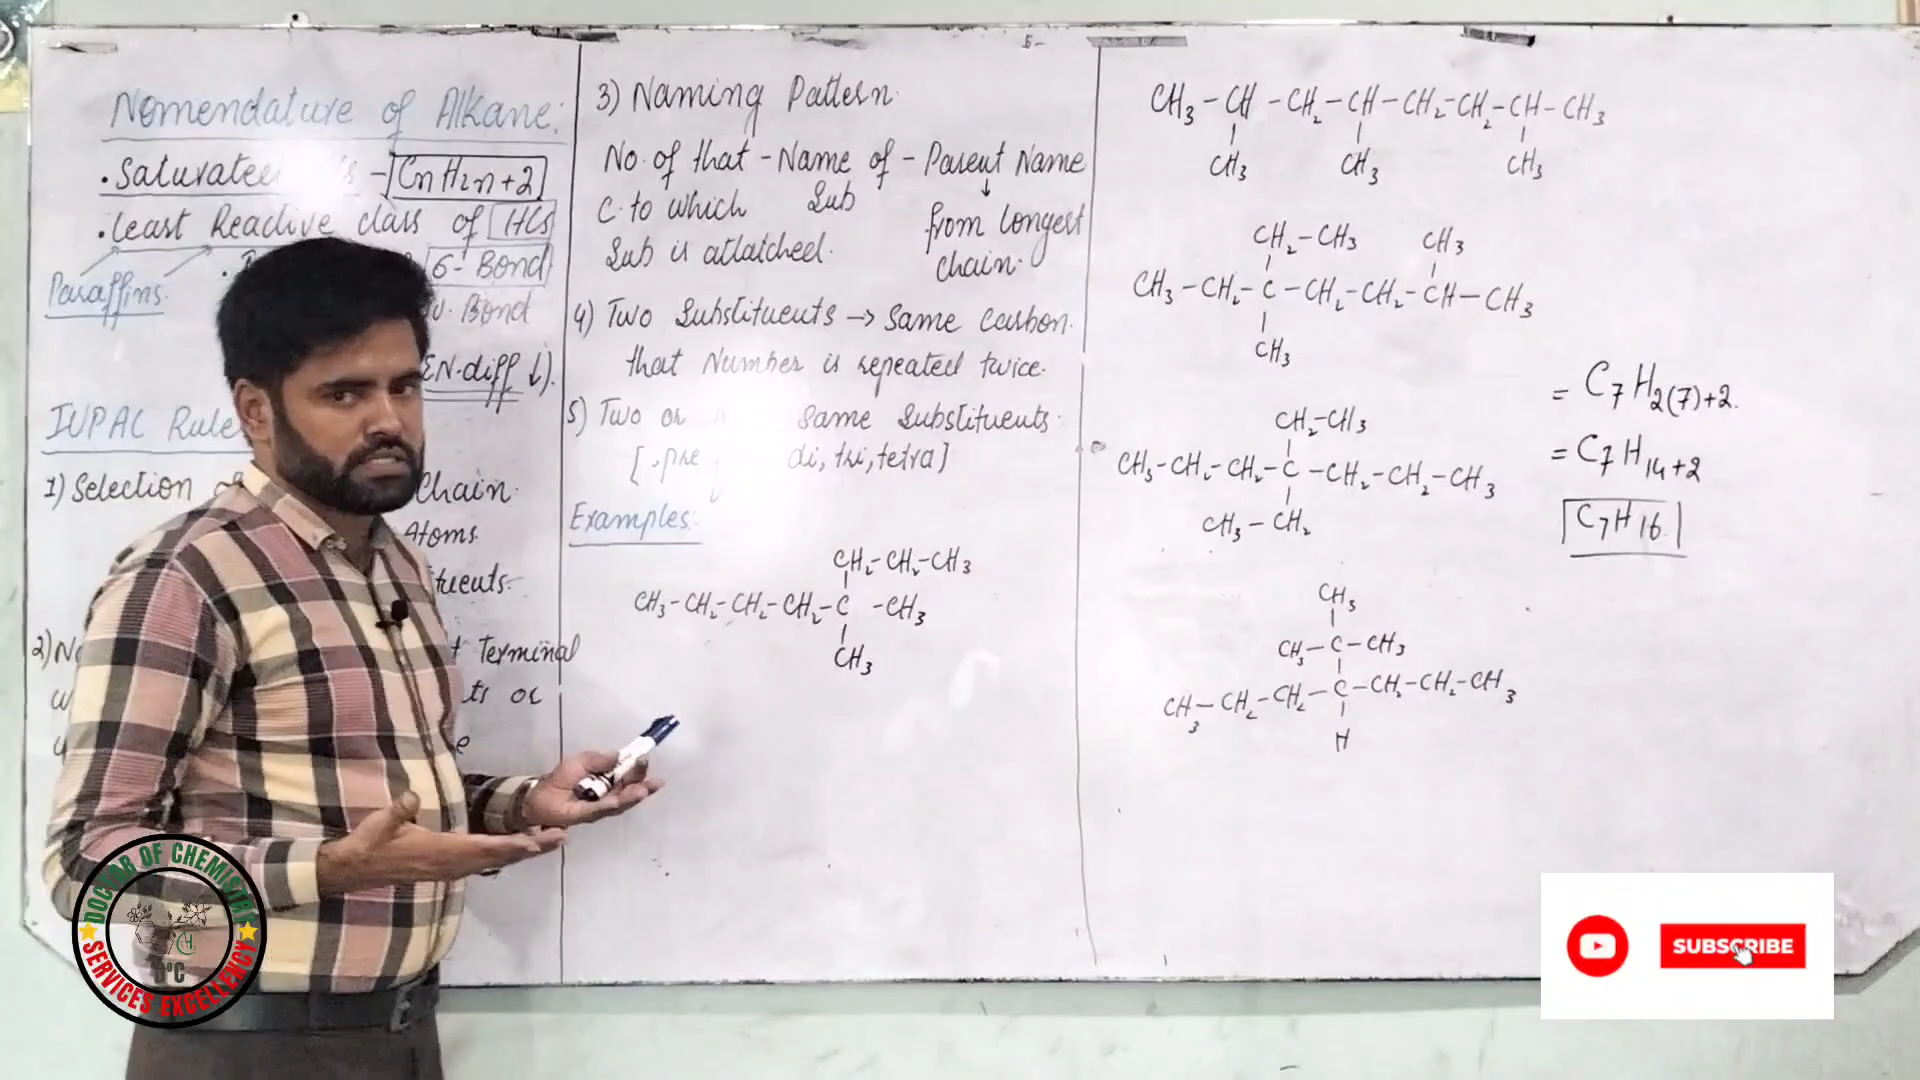 Nomenclature of Alkane:
• Saturated - CnH2n+2
• Least Reactive class of HCs
Paraffins.
6-Bond
Bond
EN.diff ↓).
IUPAC Rule
1) Selection Chain.
Atoms.
2) Terminal
or
3) Naming Pattern.
No. of that - Name of - Parent Name
C. to which Sub ↓
Sub is attatched. from longest
chain.
4) Two Substituents → Same carbon.
that Number is repeated twice.
5) Two or Same Substituents.
di, tri, tetra]
Examples:
CH2-CH2-CH3
CH3-CH2-CH2-CH2-C -CH3
CH3
CH3-CH-CH2-CH-CH2-CH2-CH-CH3
CH3 CH3 CH3
CH2-CH3 CH3
CH3-CH2-C-CH2-CH2-CH-CH3
CH3
CH2-CH3
CH3-CH2-CH2-C-CH2-CH2-CH3
CH3-CH2
CH3
CH3-C-CH3
CH3-CH2-CH2-C-CH2-CH2-CH3
H
= C7H2(7)+2.
= C7H14+2
C7H16
DOCTOR OF CHEMISTRY
SERVICES EXCELLENCY
SUBSCRIBE